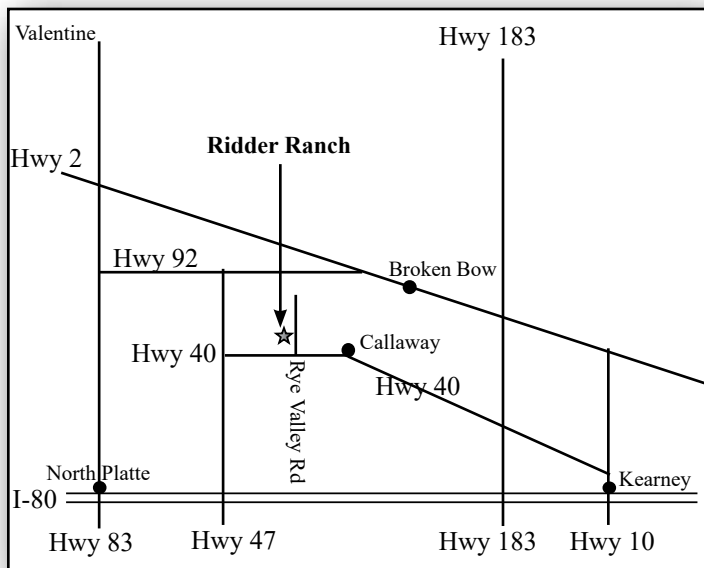 Valentine
Hwy 183
Ridder Ranch
Hwy 2
Hwy 92
Broken Bow
Hwy 40
Callaway
Hwy 40
Rye Valley Rd
North Platte
Kearney
I-80
Hwy 83
Hwy 47
Hwy 183
Hwy 10